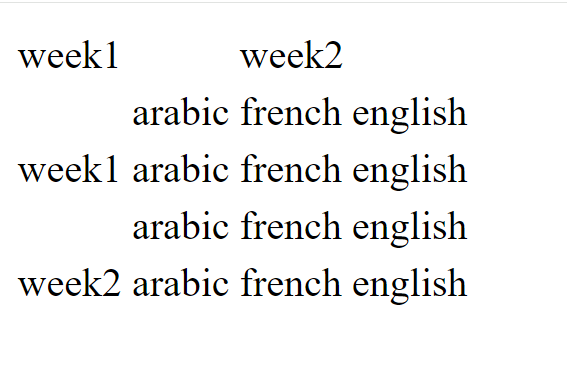 week1 week2
arabic french english
week1 arabic french english
arabic french english
week2 arabic french english